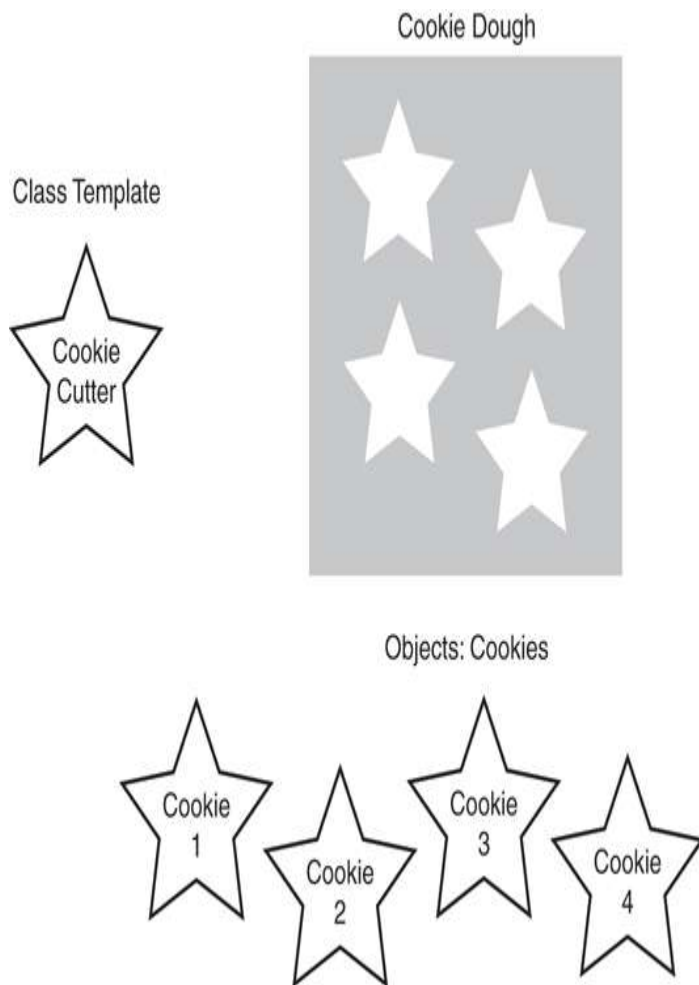 Cookie Dough
Class Template
Cookie
Cutter
Objects: Cookies
Cookie
1
Cookie
2
Cookie
3
Cookie
4